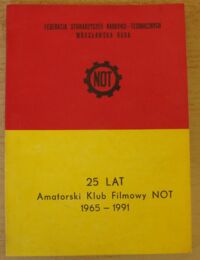 FEDERACJA STOWARZYSZEŃ NAUKOWO-TECHNICZNYCH
WROCŁAWSKA RADA
NOT
25 LAT
Amatorski Klub Filmowy NOT
1965 – 1991